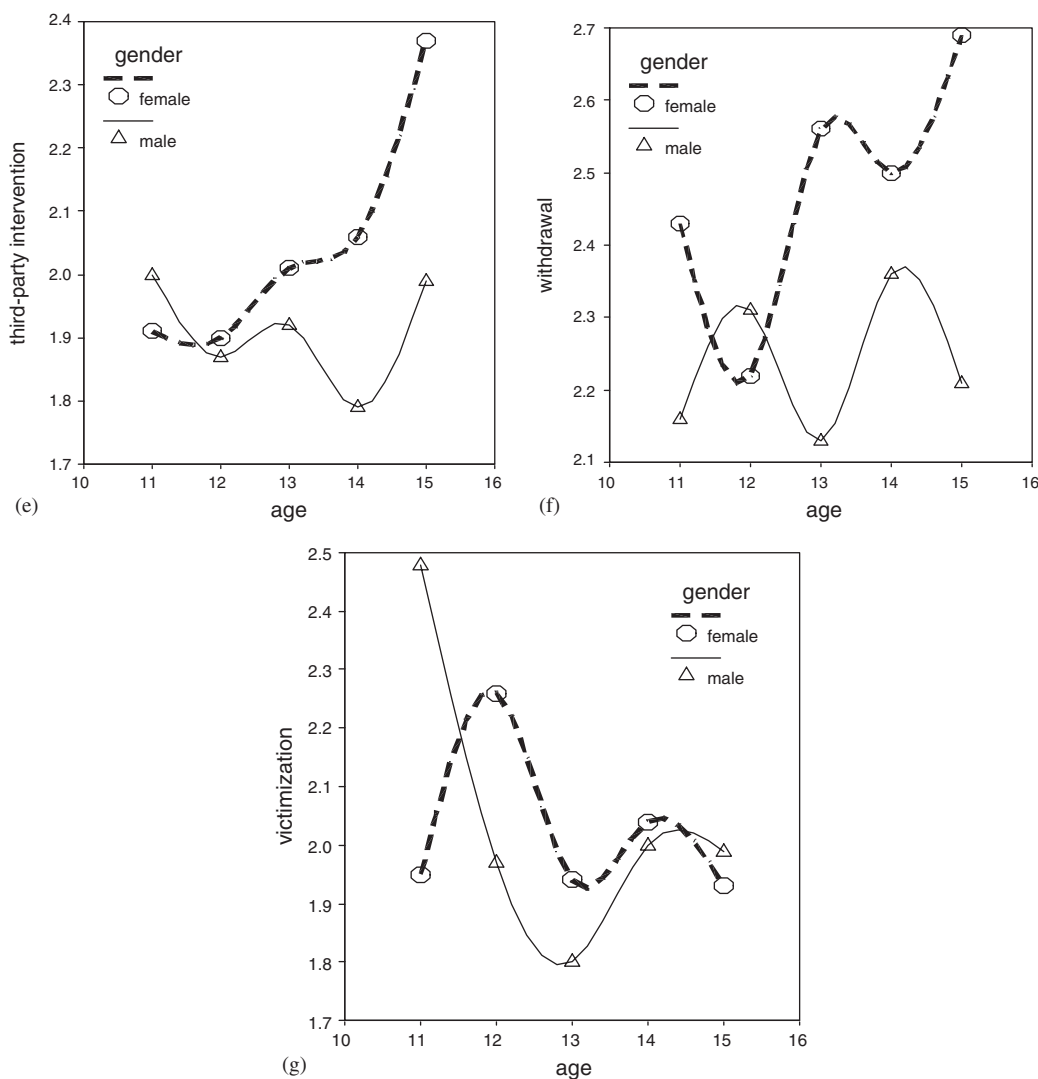 2.4
2.3
2.2
2.1
2.0
1.9
1.8
1.7
third-party intervention
gender
female
male
10
11
12
13
14
15
16
age
(e)
2.7
2.6
2.5
2.4
2.3
2.2
2.1
withdrawal
gender
female
male
10
11
12
13
14
15
16
age
(f)
2.5
2.4
2.3
2.2
2.1
2.0
1.9
1.8
1.7
victimization
gender
female
male
10
11
12
13
14
15
16
age
(g)